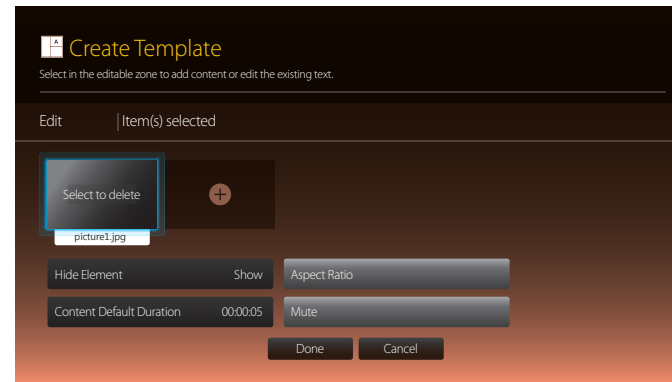 A
Create Template
Select in the editable zone to add content or edit the existing text.
Edit Item(s) selected
Select to delete
picture1.jpg
Hide Element Show Aspect Ratio
Content Default Duration 00:00:05 Mute
Done Cancel